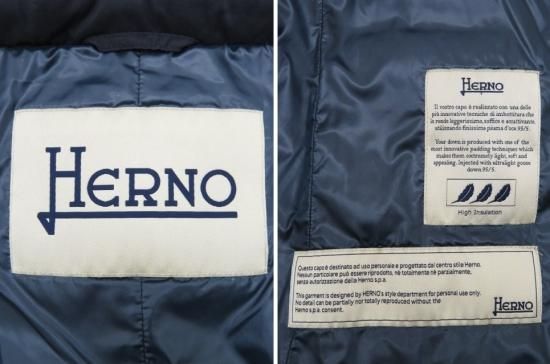 HERNO
HERNO
Il vostro capo è realizzato con una delle
più innovative tecniche di imbottitura che
lo rende leggerissimo, soffice e accattivante,
utilizzando finissima piuma d'oca 95/5.
Your down is produced with one of the
most innovative padding techniques which
makes them extremely light, soft and
appealing. Injected with ultralight goose
down 95/5.
High Insulation
Questo capo è destinato ad uso personale e progettato dal centro stile Herno.
Nessun particolare può essere riprodotto, nè totalmente nè parzialmente,
senza autorizzazione della Herno s.p.a.
This garment is designed by HERNO's style department for personal use only.
No detail can be partially nor totally reproduced without the
Herno s.p.a. consent.
HERNO